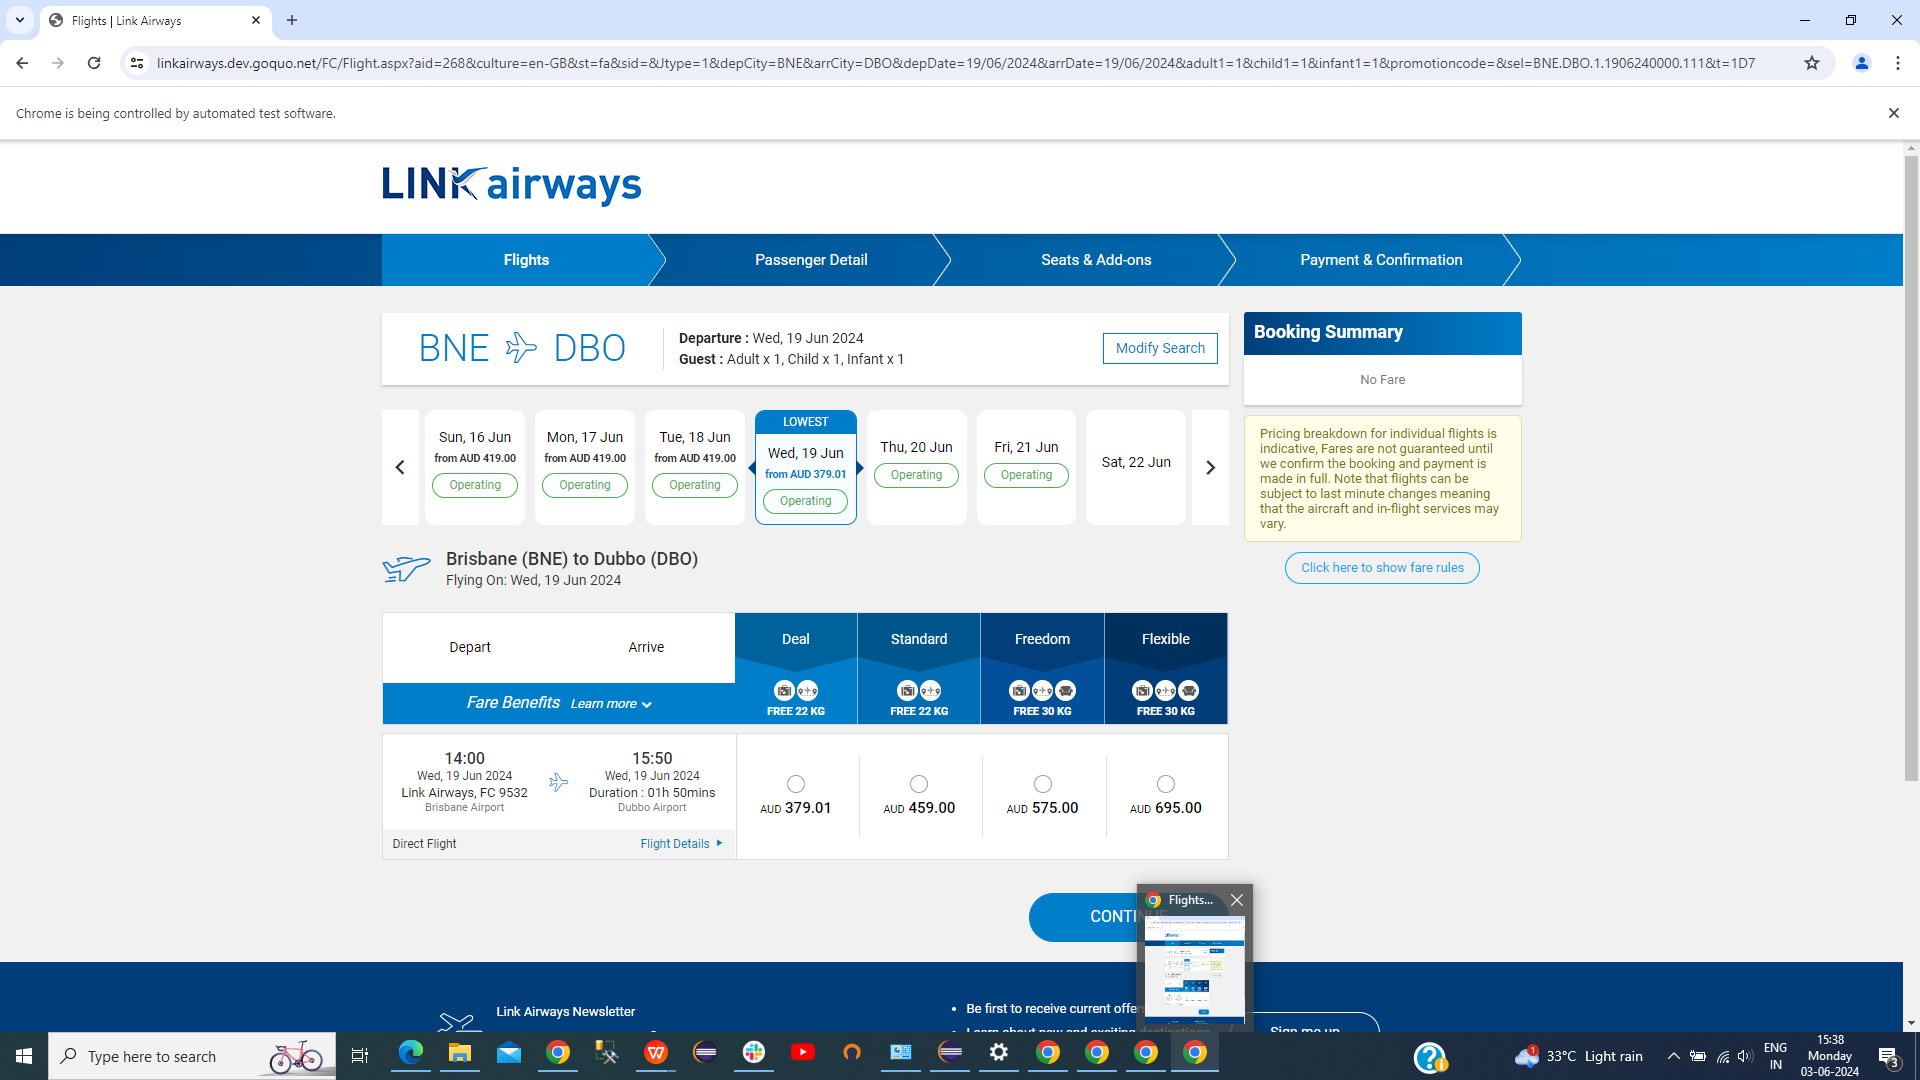 Flights | Link Airways
linkairways.dev.goquo.net/FC/Flight.aspx?aid=268&culture=en-GB&st=fa&sid=&Jtype=1&depCity=BNE&arrCity=DBO&depDate=19/06/2024&arrDate=19/06/2024&adult1=1&child1=1&infant1=1&promotioncode=&sel=BNE.DBO.1.1906240000.111&t=1D7
Chrome is being controlled by automated test software.
LINK airways
Flights
Passenger Detail
Seats & Add-ons
Payment & Confirmation
BNE DBO
Departure : Wed, 19 Jun 2024
Guest : Adult x 1, Child x 1, Infant x 1
Modify Search
Booking Summary
No Fare
Sun, 16 Jun
from AUD 419.00
Operating
Mon, 17 Jun
from AUD 419.00
Operating
Tue, 18 Jun
from AUD 419.00
Operating
LOWEST
Wed, 19 Jun
from AUD 379.01
Operating
Thu, 20 Jun
Operating
Fri, 21 Jun
Operating
Sat, 22 Jun
Pricing breakdown for individual flights is
indicative, Fares are not guaranteed until
we confirm the booking and payment is
made in full. Note that flights can be
subject to last minute changes meaning
that the aircraft and in-flight services may
vary.
Click here to show fare rules
Brisbane (BNE) to Dubbo (DBO)
Flying On: Wed, 19 Jun 2024
Depart
Arrive
Deal
Standard
Freedom
Flexible
Fare Benefits Learn more
FREE 22 KG
FREE 22 KG
FREE 30 KG
FREE 30 KG
14:00
Wed, 19 Jun 2024
Link Airways, FC 9532
Brisbane Airport
15:50
Wed, 19 Jun 2024
Duration : 01h 50mins
Dubbo Airport
AUD 379.01
AUD 459.00
AUD 575.00
AUD 695.00
Direct Flight
Flight Details
CONTINUE
Flights...
Link Airways Newsletter
Be first to receive current offer
Learn about new and exciting destinations
Sign me up
Type here to search
33°C Light rain
ENG
IN
15:38
Monday
03-06-2024
3